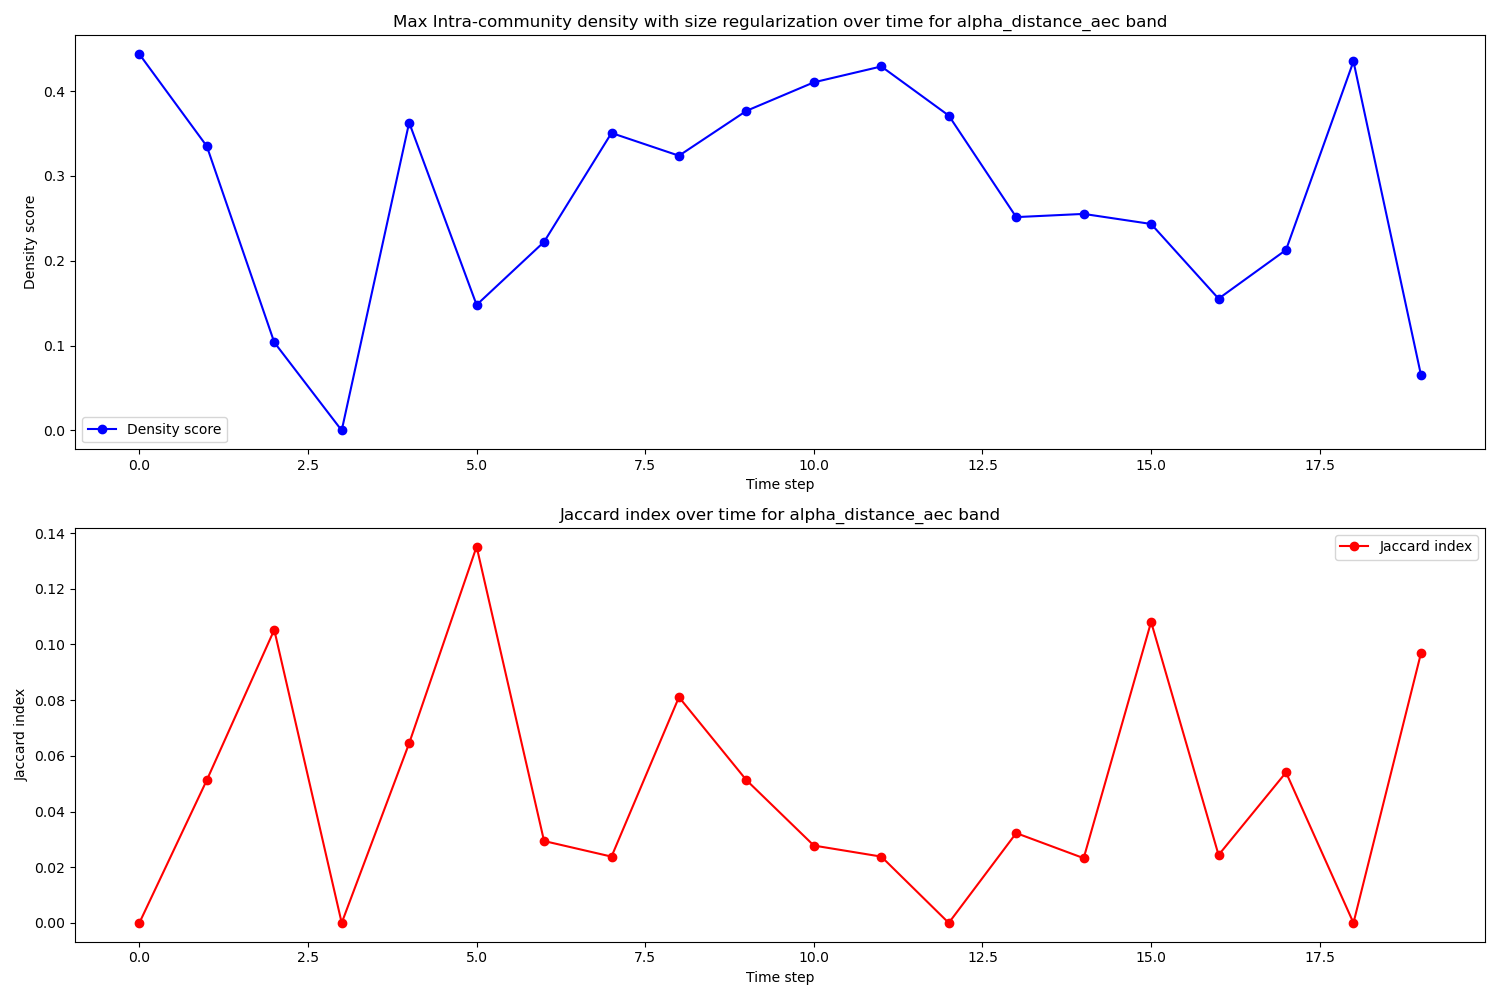 Max Intra-community density with size regularization over time for alpha_distance_aec band
Density score
0.4
0.3
0.2
0.1
0.0
Density score
0.0 2.5 5.0 7.5 10.0 12.5 15.0 17.5
Time step
Jaccard index over time for alpha_distance_aec band
Jaccard index
0.14
0.12
0.10
0.08
0.06
0.04
0.02
0.00
Jaccard index
0.0 2.5 5.0 7.5 10.0 12.5 15.0 17.5
Time step